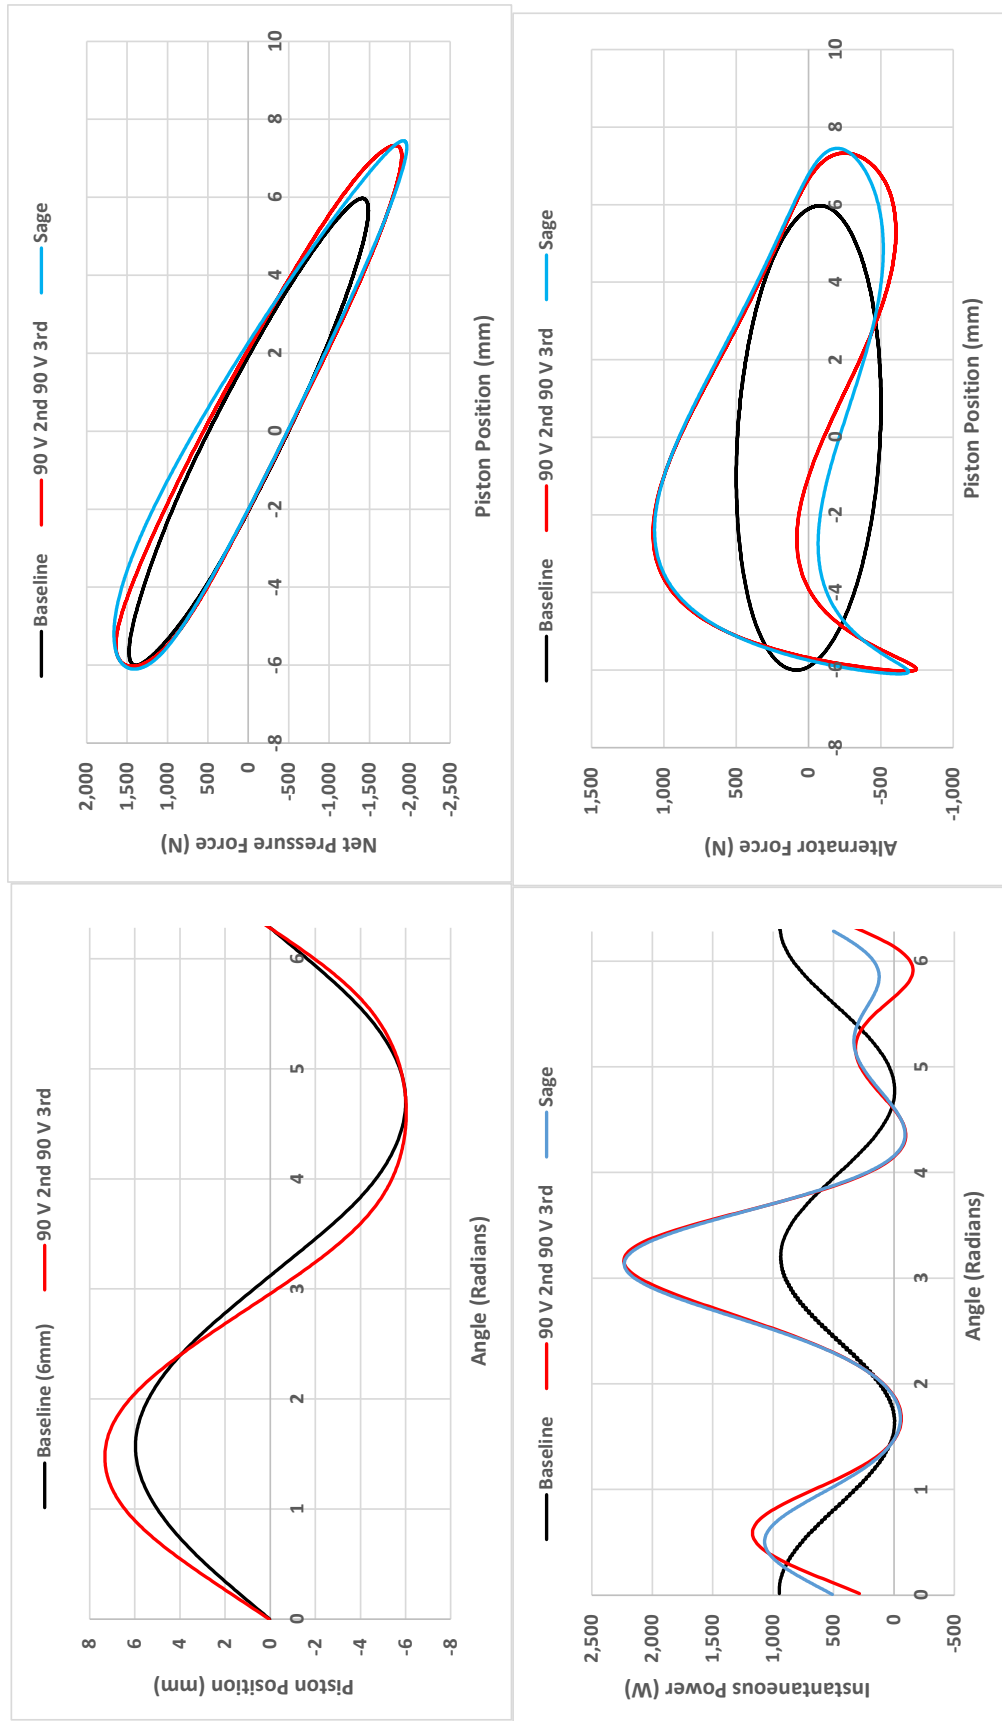 Baseline (6mm) 90 V 2nd 90 V 3rd
8
6
4
2
0
-2
-4
-6
-8
0 1 2 3 4 5 6
Piston Position (mm)
Angle (Radians)
Baseline 90 V 2nd 90 V 3rd Sage
2,000
1,500
1,000
500
0
-500
-1,000
-1,500
-2,000
-2,500
-8 -6 -4 -2 0 2 4 6 8 10
Net Pressure Force (N)
Piston Position (mm)
Baseline 90 V 2nd 90 V 3rd Sage
2,500
2,000
1,500
1,000
500
0
-500
0 1 2 3 4 5 6
Instantaneous Power (W)
Angle (Radians)
Baseline 90 V 2nd 90 V 3rd Sage
1,500
1,000
500
0
-500
-1,000
-8 -6 -4 -2 0 2 4 6 8 10
Alternator Force (N)
Piston Position (mm)